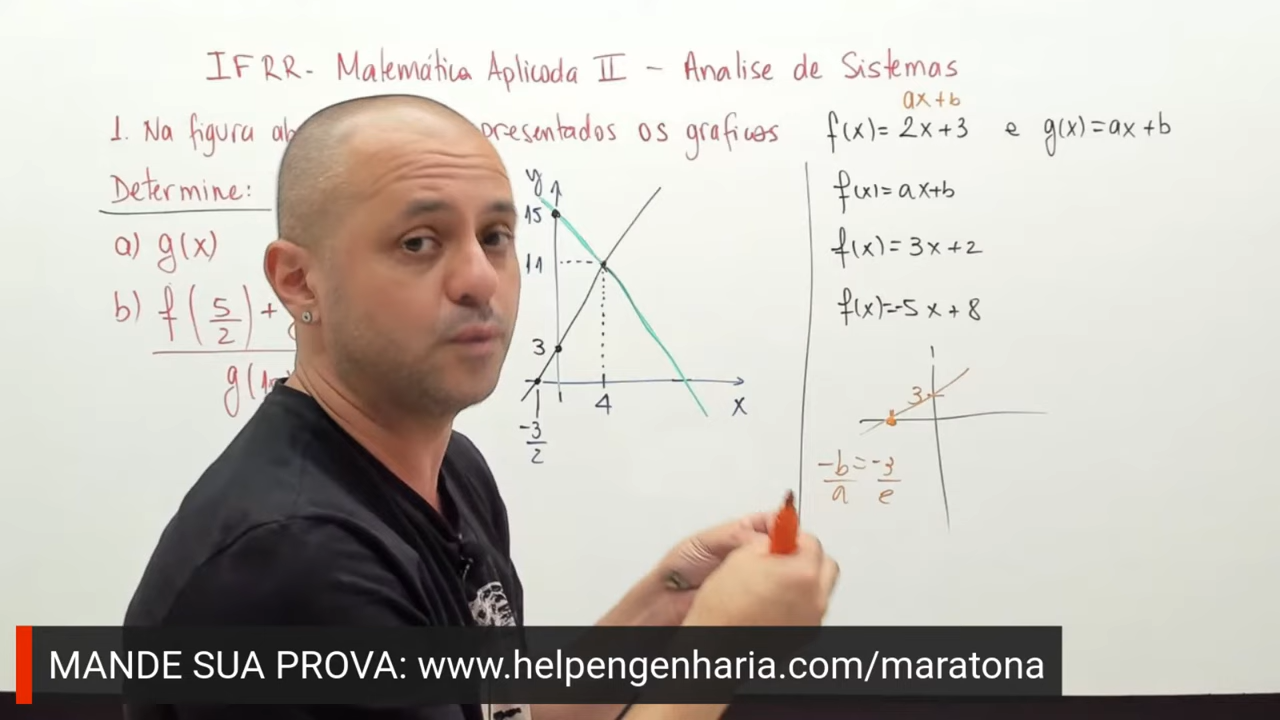 IFRR- Matemática Aplicada II - Analise de Sistemas
ax+b
1. Na figura presentados os graficos f(x)=2x+3 e g(x)=ax+b
Determine:
a) g(x)
b) f(5/2)+
g(1
y
15
11
3
4
x
-3/2
f(x)=ax+b
f(x)=3x+2
f(x)=-5x+8
3
-b/a=-3/2
MANDE SUA PROVA: www.helpengenharia.com/maratona